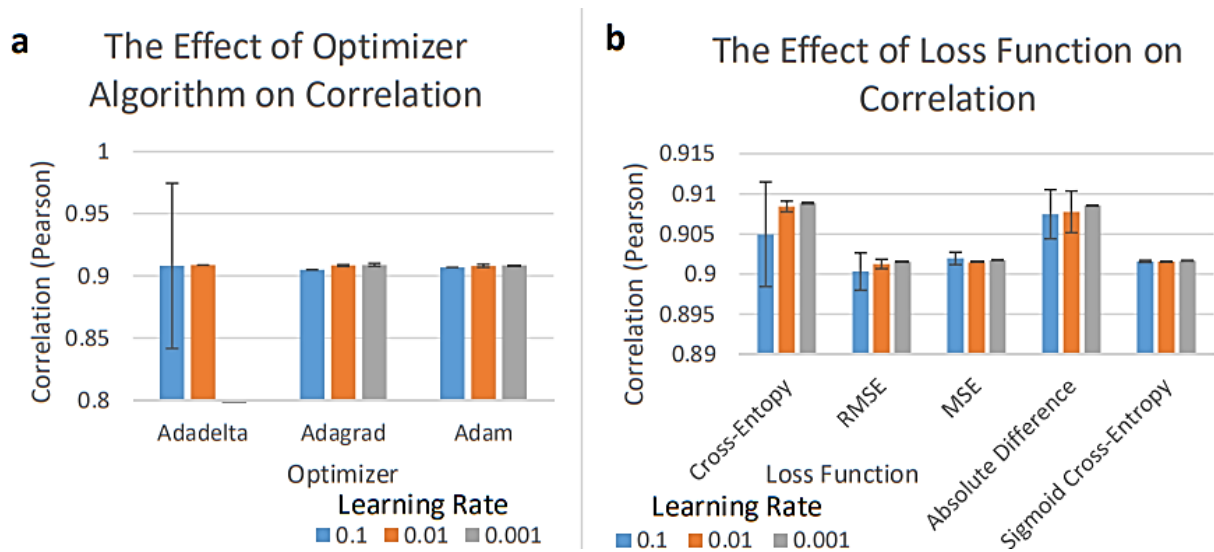 a
The Effect of Optimizer
Algorithm on Correlation
Correlation (Pearson)
1
0.95
0.9
0.85
0.8
Adadelta
Adagrad
Adam
Optimizer
Learning Rate
0.1
0.01
0.001
b
The Effect of Loss Function on
Correlation
Correlation (Pearson)
0.915
0.91
0.905
0.9
0.895
0.89
Cross-Entopy
RMSE
MSE
Absolute Difference
Sigmoid Cross-Entropy
Loss Function
Learning Rate
0.1
0.01
0.001